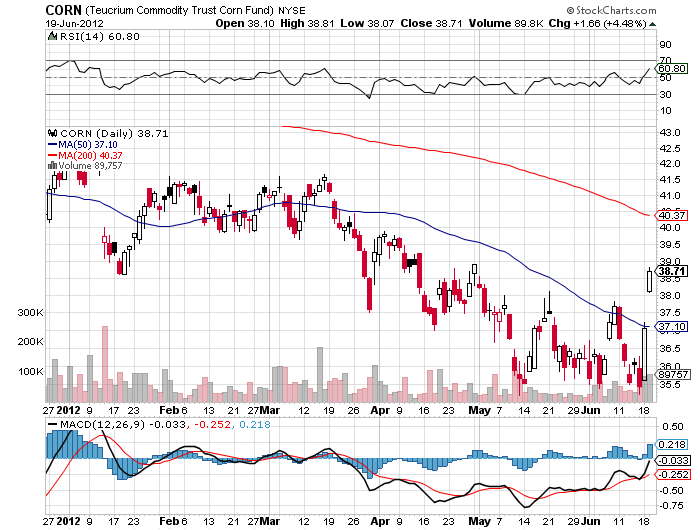 CORN (Teucrium Commodity Trust Corn Fund) NYSE © StockCharts.com
19-Jun-2012 Open 38.10 High 38.81 Low 38.07 Close 38.71 Volume 89.8K Chg +1.66 (+4.48%)
RSI(14) 60.80
90
70
60.80
50
30
10
CORN (Daily) 38.71
MA(50) 37.10
MA(200) 40.37
Volume 89,757
43.0
42.5
42.0
41.5
41.0
40.5
40.37
40.0
39.5
39.0
38.71
38.5
38.0
37.5
37.10
37.0
36.5
36.0
89757
35.5
300K
200K
100K
27 2012 9 17 23 Feb 6 13 21 27 Mar 12 19 26 Apr 9 16 23 May 7 14 21 29 Jun 11 18
MACD(12,26,9) -0.033, -0.252, 0.218
0.50
0.218
-0.033
-0.252
-0.50
-0.75
27 2012 9 17 23 Feb 6 13 21 27 Mar 12 19 26 Apr 9 16 23 May 7 14 21 29 Jun 11 18